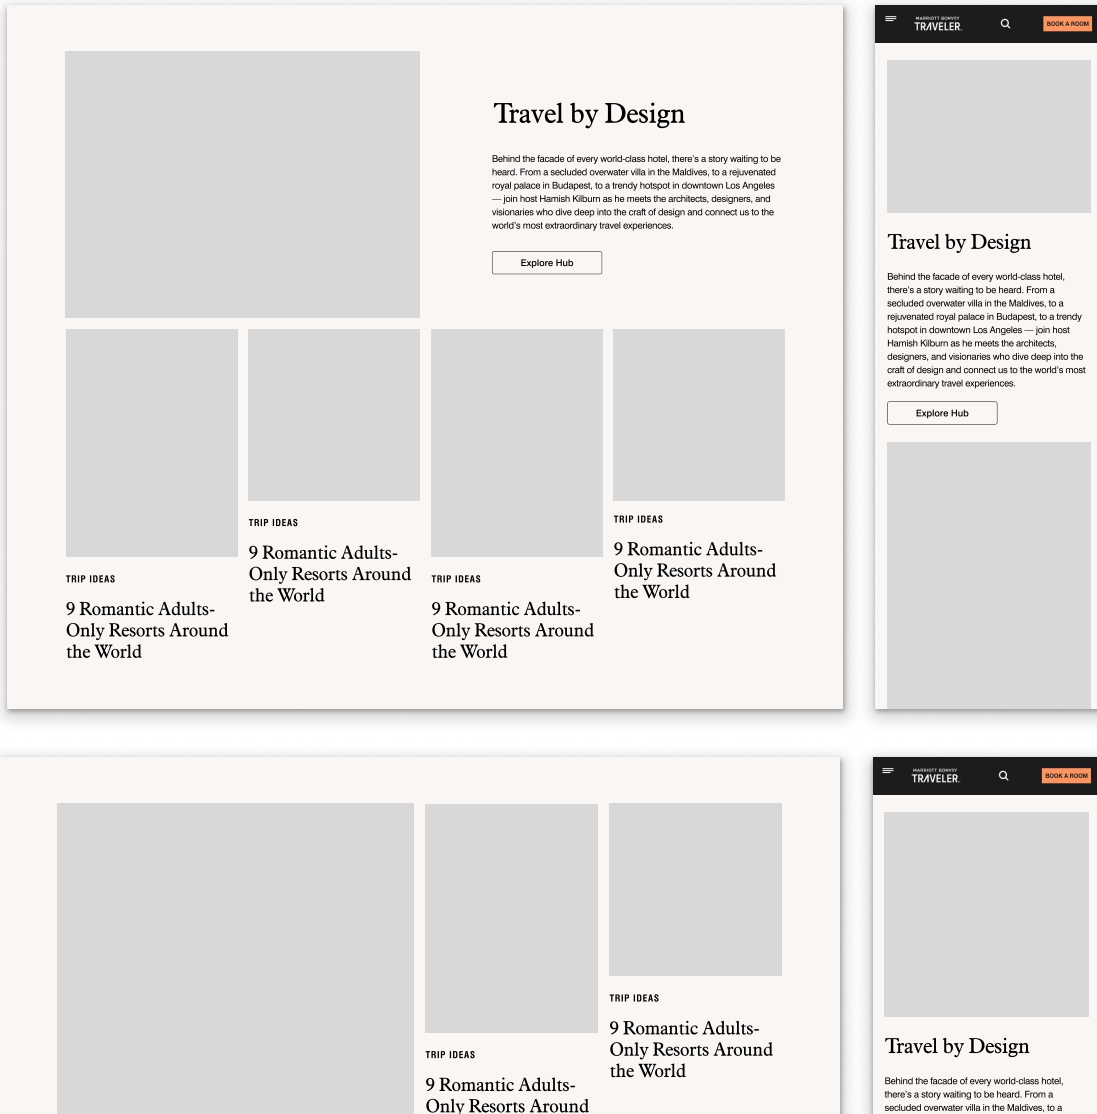 Travel by Design
Behind the facade of every world-class hotel, there's a story waiting to be
heard. From a secluded overwater villa in the Maldives, to a rejuvenated
royal palace in Budapest, to a trendy hotspot in downtown Los Angeles
— join host Hamish Kilburn as he meets the architects, designers, and
visionaries who dive deep into the craft of design and connect us to the
world's most extraordinary travel experiences.
Explore Hub
TRIP IDEAS
9 Romantic Adults-
Only Resorts Around
the World
TRIP IDEAS
9 Romantic Adults-
Only Resorts Around
the World
TRIP IDEAS
9 Romantic Adults-
Only Resorts Around
the World
TRIP IDEAS
9 Romantic Adults-
Only Resorts Around
the World
MARRIOTT BONVOY
TRAVELER
BOOK A ROOM
Travel by Design
Behind the facade of every world-class hotel,
there's a story waiting to be heard. From a
secluded overwater villa in the Maldives, to a
rejuvenated royal palace in Budapest, to a trendy
hotspot in downtown Los Angeles — join host
Hamish Kilburn as he meets the architects,
designers, and visionaries who dive deep into the
craft of design and connect us to the world's most
extraordinary travel experiences.
Explore Hub
TRIP IDEAS
9 Romantic Adults-
Only Resorts Around
TRIP IDEAS
9 Romantic Adults-
Only Resorts Around
the World
MARRIOTT BONVOY
TRAVELER
BOOK A ROOM
Travel by Design
Behind the facade of every world-class hotel,
there's a story waiting to be heard. From a
secluded overwater villa in the Maldives, to a